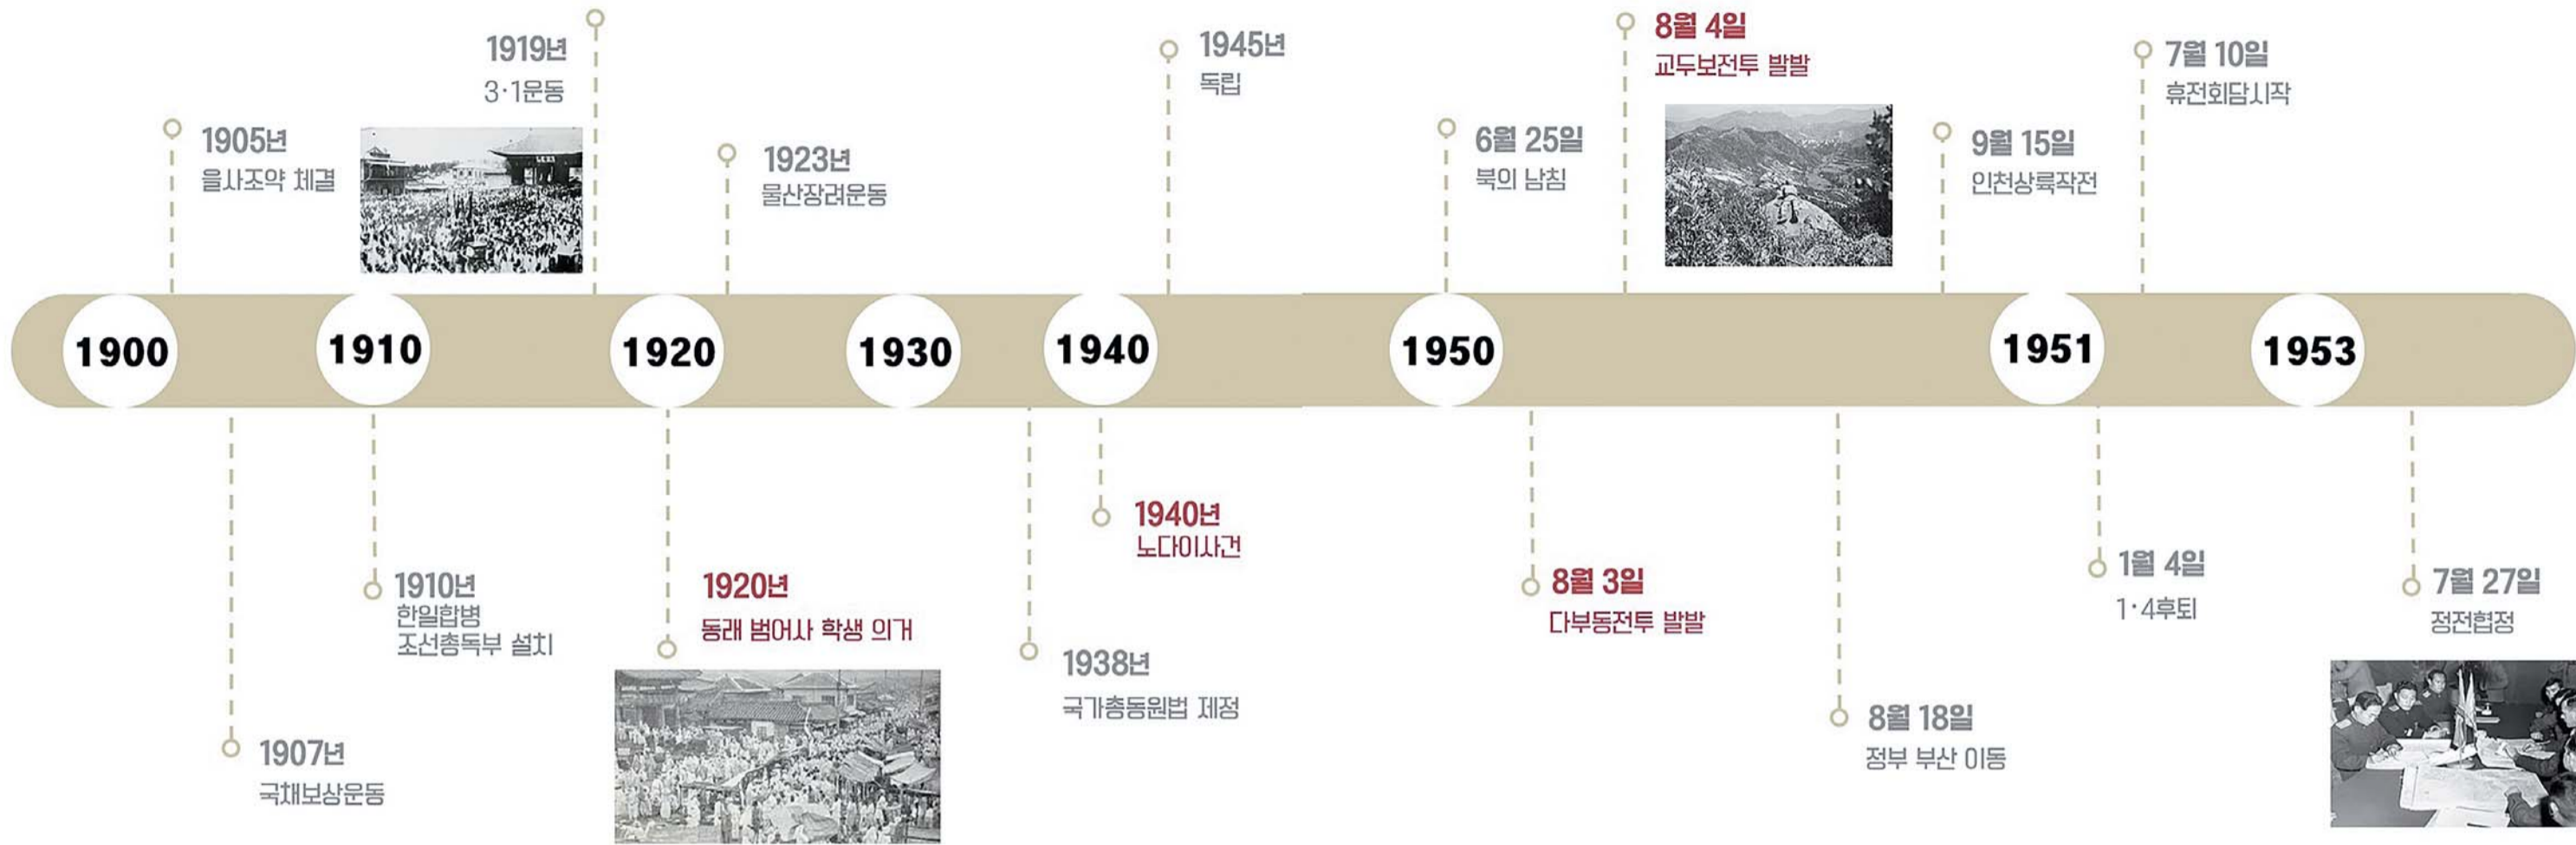 1919년
3·1운동
1905년
을사조약 체결
1923년
물산장려운동
1945년
독립
6월 25일
북의 남침
8월 4일
교두보전투 발발
9월 15일
인천상륙작전
7월 10일
휴전회담시작
1900
1910
1920
1930
1940
1950
1951
1953
1907년
국채보상운동
1910년
한일합병
조선총독부 설치
1920년
동래 범어사 학생 의거
1938년
국가총동원법 제정
1940년
노다이사건
8월 3일
다부동전투 발발
8월 18일
정부 부산 이동
1월 4일
1·4후퇴
7월 27일
정전협정